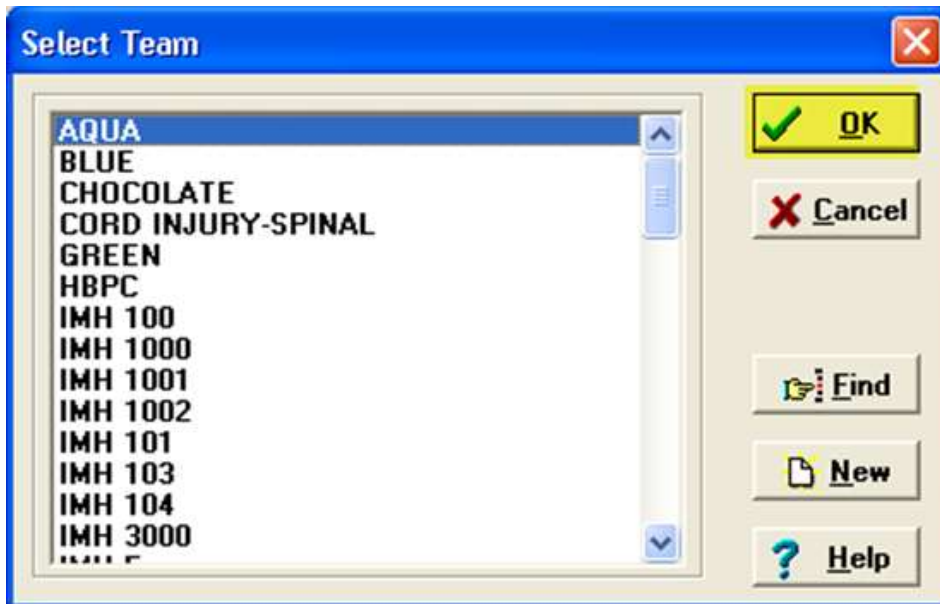 Select Team
AQUA
BLUE
CHOCOLATE
CORD INJURY-SPINAL
GREEN
HBPC
IMH 100
IMH 1000
IMH 1001
IMH 1002
IMH 101
IMH 103
IMH 104
IMH 3000
OK
Cancel
Find
New
Help